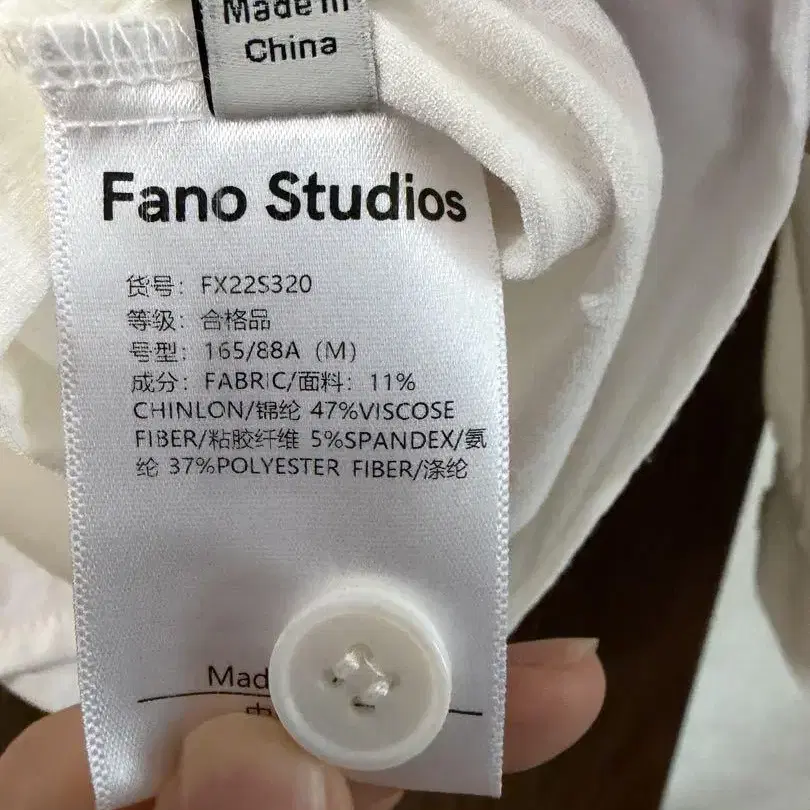 Made in
China
Fano Studios
货号：FX22S320
等级：合格品
号型：165/88A（M）
成分：FABRIC/面料：11%
CHINLON/锦纶 47%VISCOSE
FIBER/粘胶纤维 5%SPANDEX/氨
纶 37%POLYESTER FIBER/涤纶
Mad
中